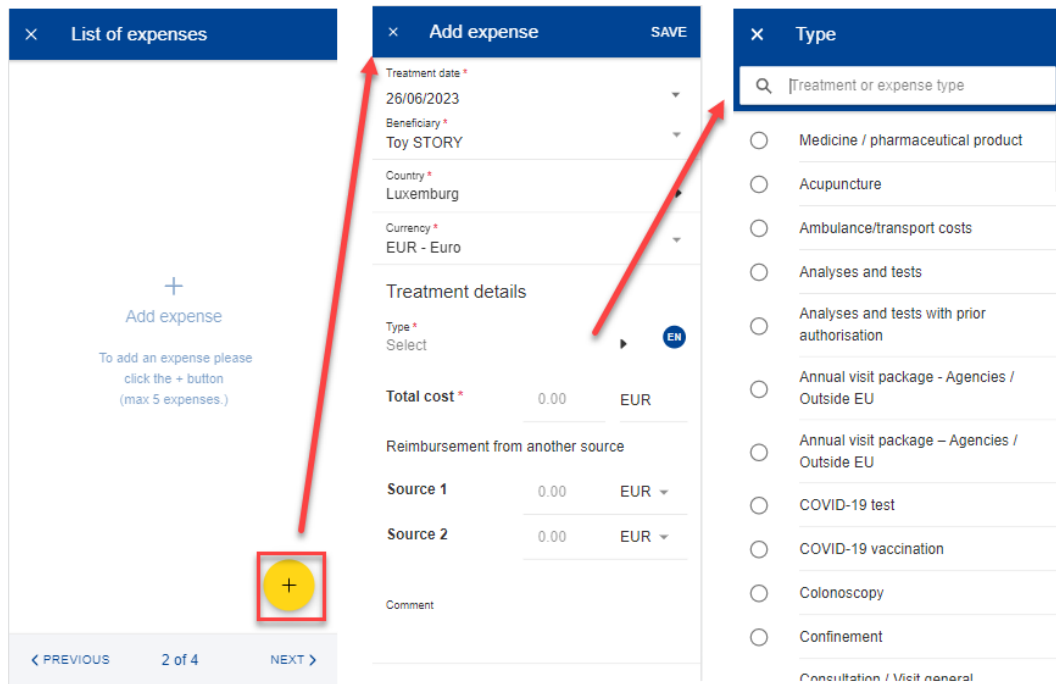 × List of expenses
+
Add expense
To add an expense please
click the + button
(max 5 expenses.)
+
PREVIOUS 2 of 4 NEXT
× Add expense SAVE
Treatment date *
26/06/2023
Beneficiary *
Toy STORY
Country *
Luxemburg
Currency *
EUR - Euro
Treatment details
Type *
Select EN
Total cost * 0.00 EUR
Reimbursement from another source
Source 1 0.00 EUR
Source 2 0.00 EUR
Comment
× Type
Treatment or expense type
Medicine / pharmaceutical product
Acupuncture
Ambulance/transport costs
Analyses and tests
Analyses and tests with prior
authorisation
Annual visit package - Agencies /
Outside EU
Annual visit package – Agencies /
Outside EU
COVID-19 test
COVID-19 vaccination
Colonoscopy
Confinement
Consultation / Visit general